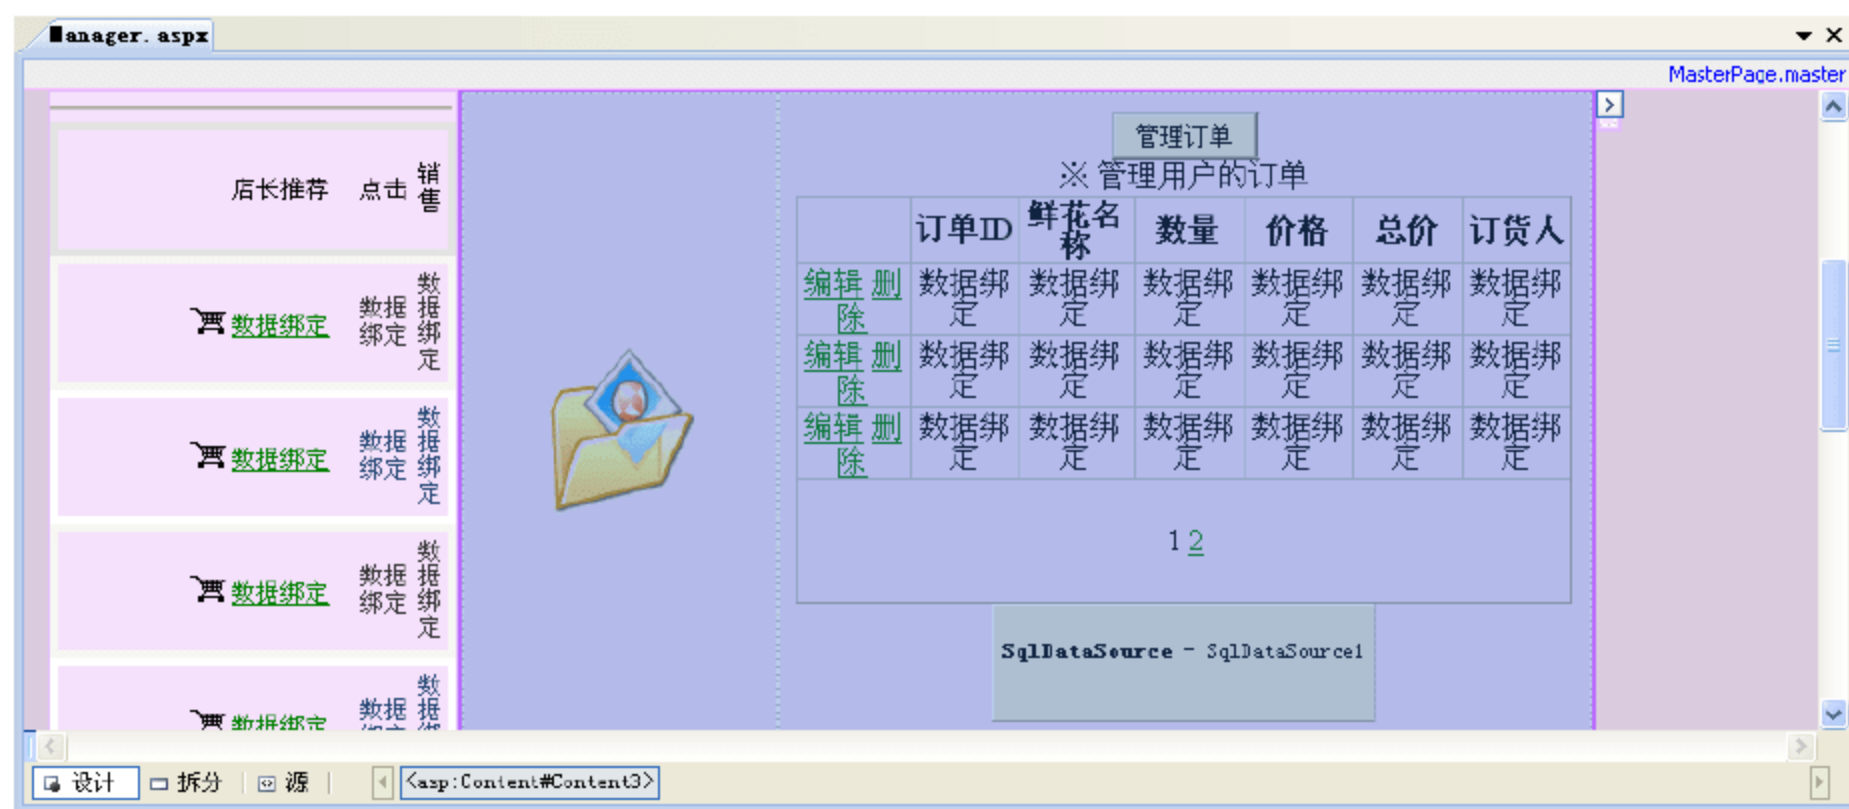 Manager.aspx
MasterPage.master
店长推荐 点击 销售
数据绑定 数据绑定 数据绑定
数据绑定 数据绑定 数据绑定
数据绑定 数据绑定 数据绑定
数据绑定 数据 数据
管理订单
※ 管理用户的订单
订单ID 鲜花名称 数量 价格 总价 订货人
编辑 删除 数据绑定 数据绑定 数据绑定 数据绑定 数据绑定 数据绑定
编辑 删除 数据绑定 数据绑定 数据绑定 数据绑定 数据绑定 数据绑定
编辑 删除 数据绑定 数据绑定 数据绑定 数据绑定 数据绑定 数据绑定
1 2
SqlDataSource - SqlDataSource1
设计 拆分 源 <asp:Content#Content3>